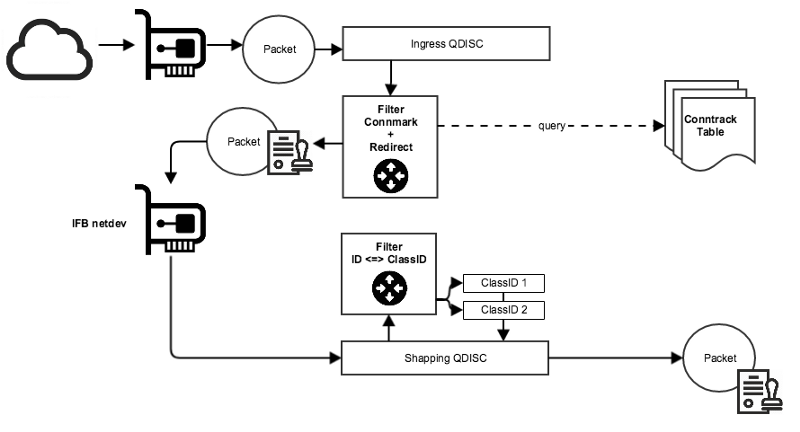 Packet
Ingress QDISC
Filter
Connmark
+
Redirect
query
Conntrack
Table
Packet
IFB netdev
Filter
ID <=> ClassID
ClassID 1
ClassID 2
Shapping QDISC
Packet